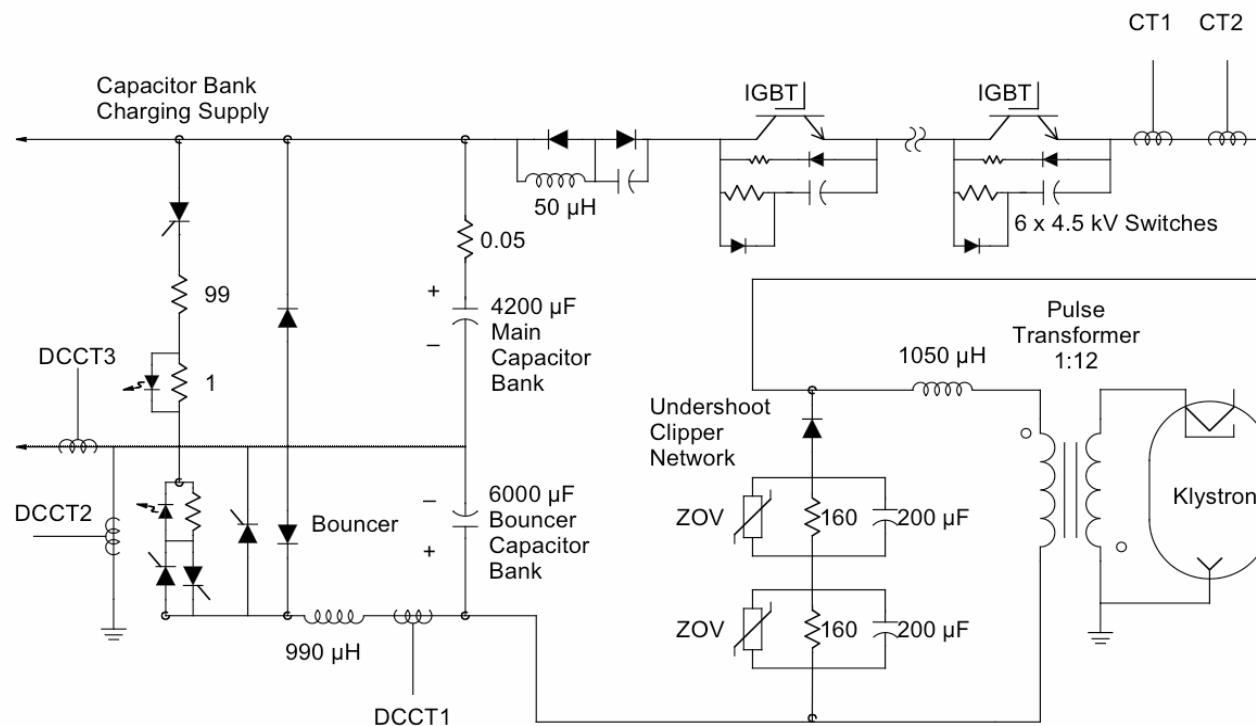 CT1 CT2
Capacitor Bank
Charging Supply
IGBT IGBT
50 µH
6 x 4.5 kV Switches
0.05
+
4200 µF
Main
Capacitor
Bank
–
99
DCCT3
1
Pulse
Transformer
1:12
1050 µH
Undershoot
Clipper
Network
Klystron
DCCT2
Bouncer
–
6000 µF
Bouncer
Capacitor
Bank
+
ZOV 160 200 µF
ZOV 160 200 µF
990 µH
DCCT1